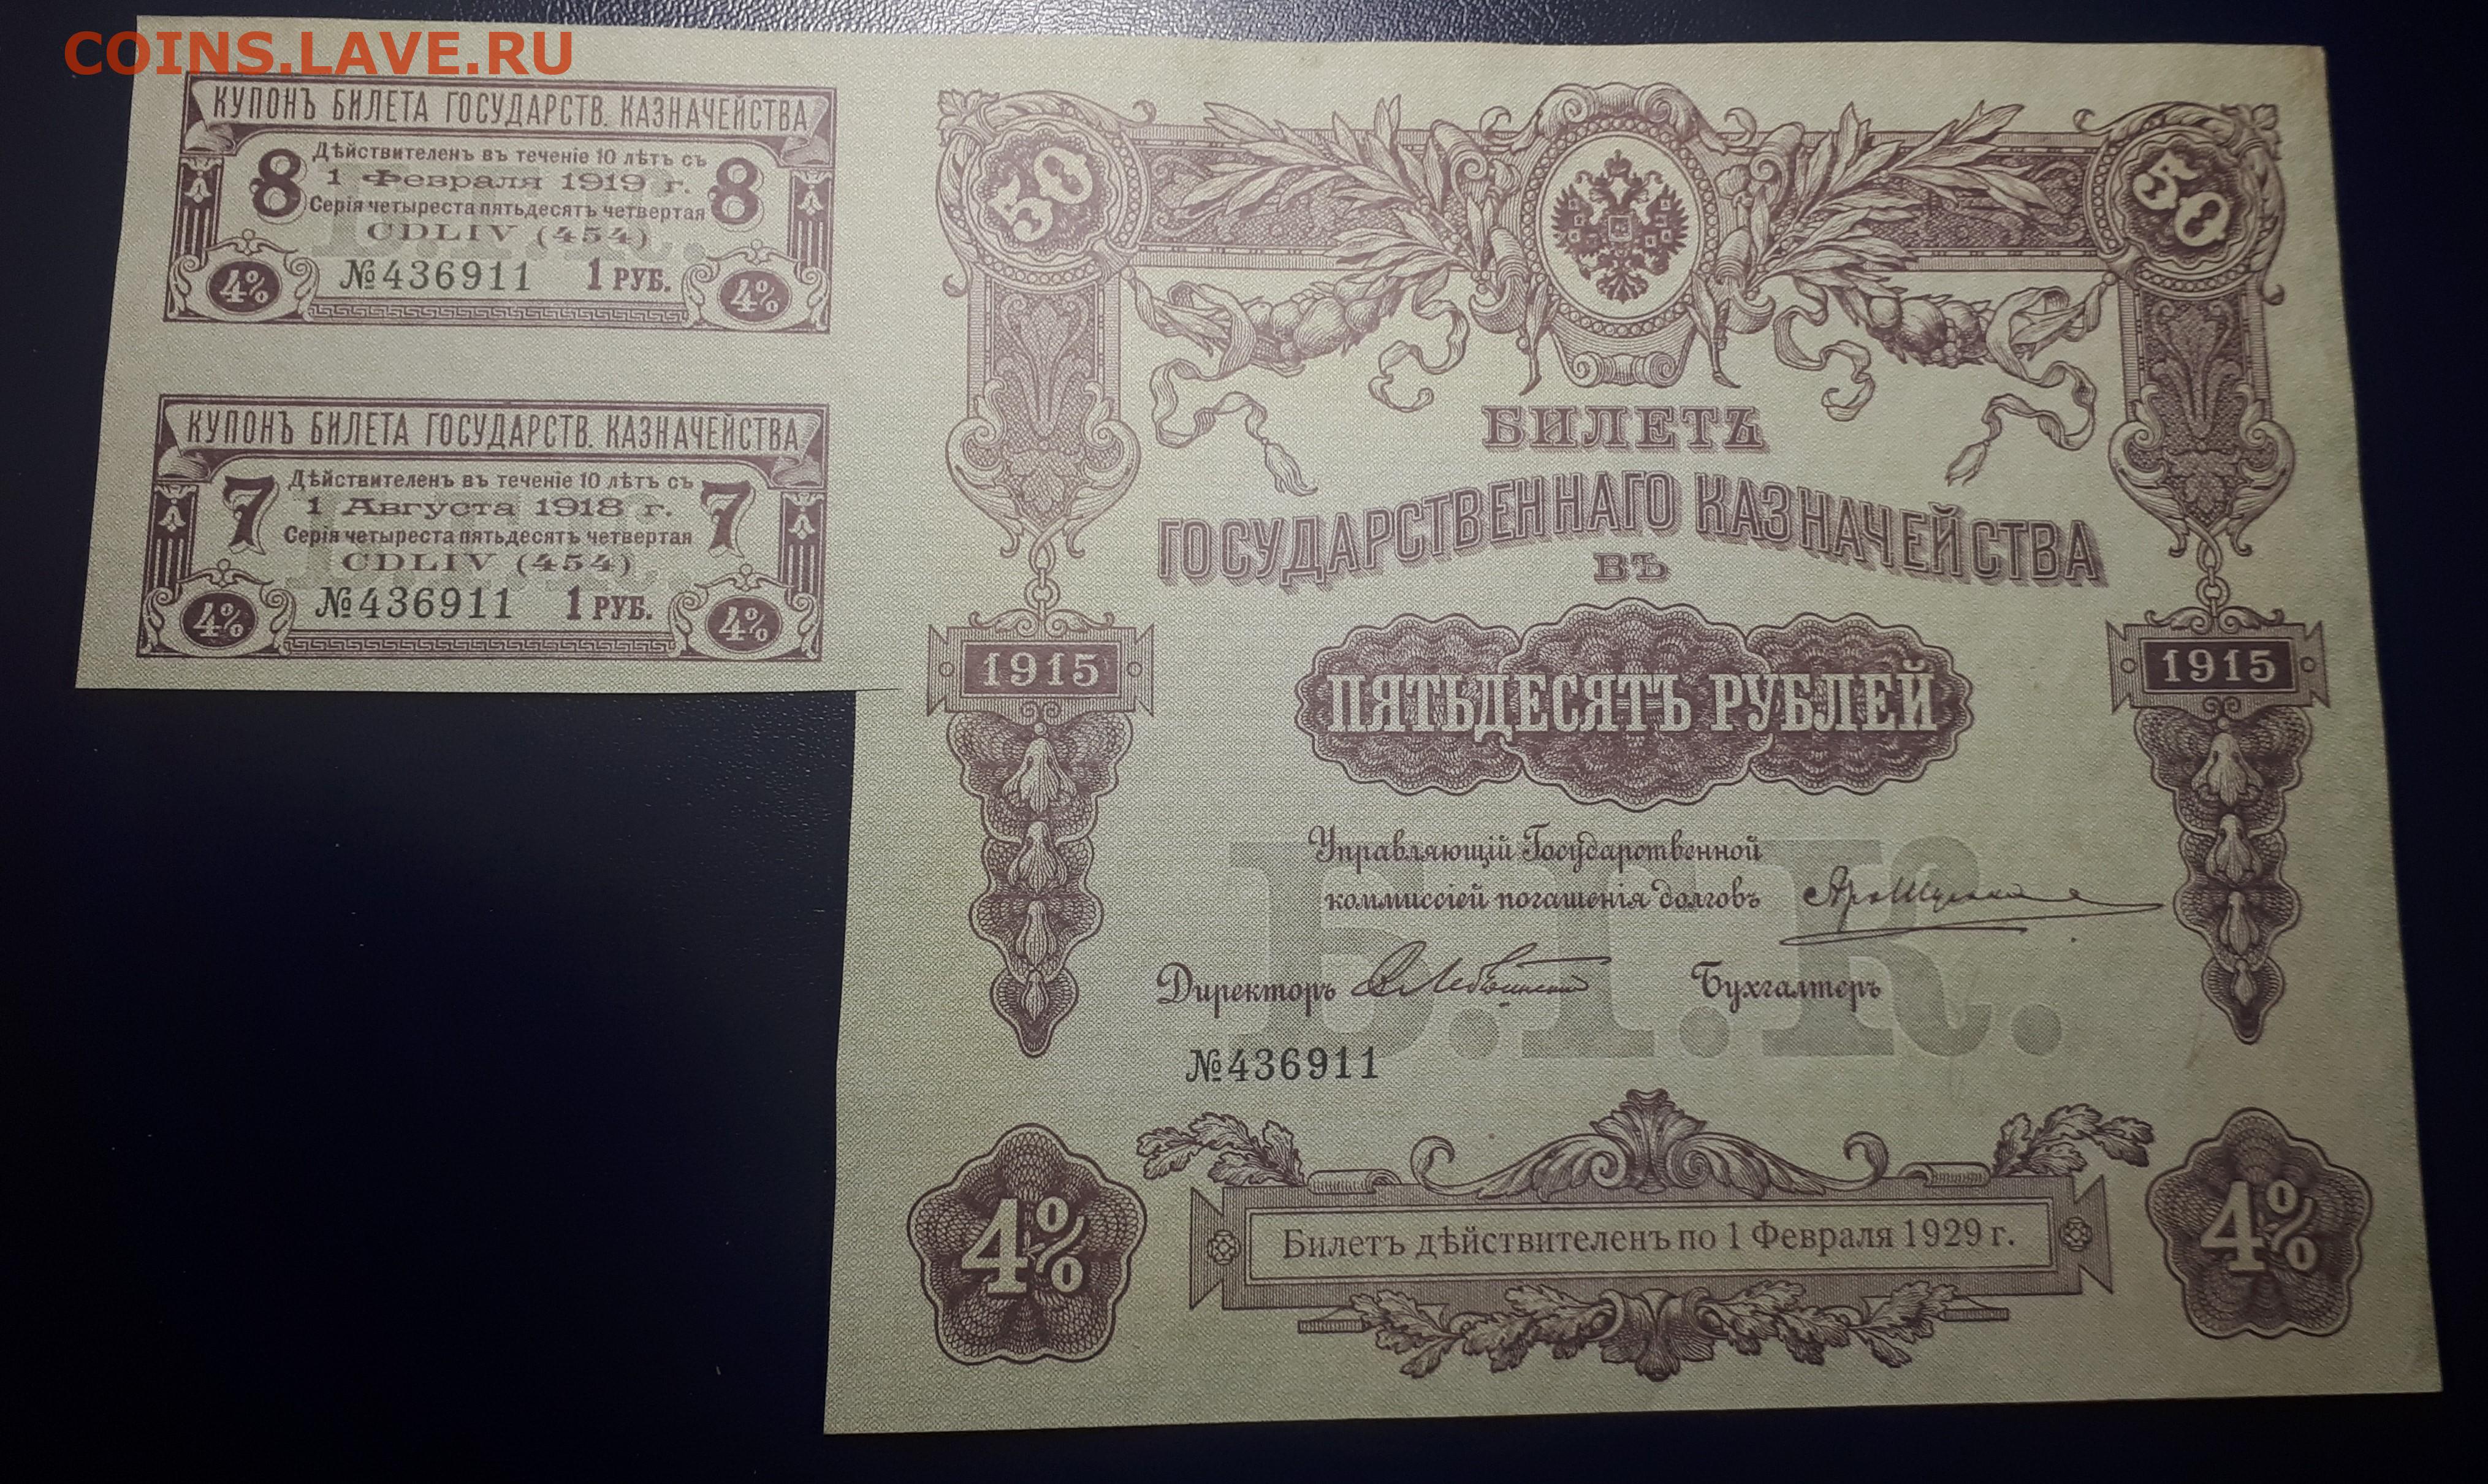 COINS.LAVE.RU
КУПОНЪ БИЛЕТА ГОСУДАРСТВ. КАЗНАЧЕЙСТВА
8 Дѣйствителенъ въ теченіе 10 лѣтъ съ 8
1 Февраля 1919 г.
Серія четыреста пятьдесятъ четвертая
CDLIV (454)
№436911 1 РУБ.
4% 4%
КУПОНЪ БИЛЕТА ГОСУДАРСТВ. КАЗНАЧЕЙСТВА
7 Дѣйствителенъ въ теченіе 10 лѣтъ съ 7
1 Августа 1918 г.
Серія четыреста пятьдесятъ четвертая
CDLIV (454)
№436911 1 РУБ.
4% 4%
50 50
БИЛЕТЪ
ГОСУДАРСТВЕННАГО КАЗНАЧЕЙСТВА
ВЪ
1915 1915
ПЯТЬДЕСЯТЪ РУБЛЕЙ
Управляющій Государственной
коммиссіей погашенія долговъ
Директоръ Бухгалтеръ
Б.Г.К.
№436911
4% 4%
Билетъ дѣйствителенъ по 1 Февраля 1929 г.